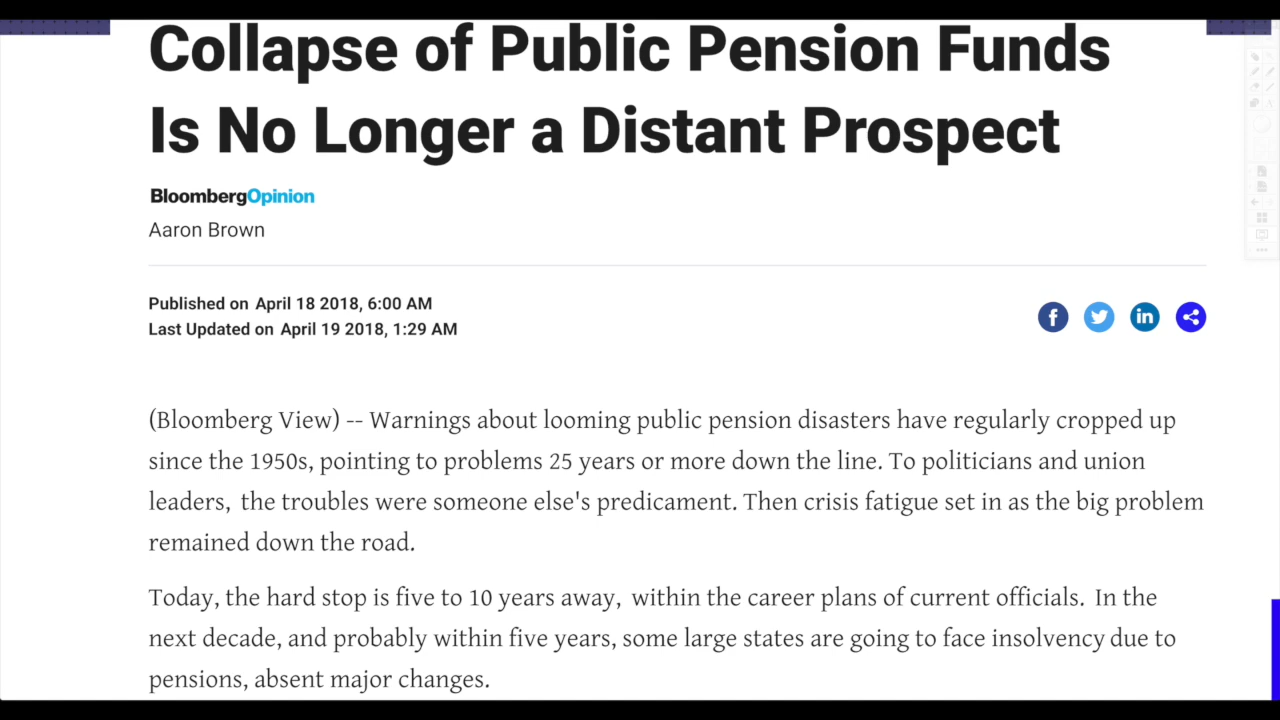 Collapse of Public Pension Funds
Is No Longer a Distant Prospect
BloombergOpinion
Aaron Brown
Published on April 18 2018, 6:00 AM
Last Updated on April 19 2018, 1:29 AM
f
in
(Bloomberg View) -- Warnings about looming public pension disasters have regularly cropped up
since the 1950s, pointing to problems 25 years or more down the line. To politicians and union
leaders, the troubles were someone else's predicament. Then crisis fatigue set in as the big problem
remained down the road.
Today, the hard stop is five to 10 years away, within the career plans of current officials. In the
next decade, and probably within five years, some large states are going to face insolvency due to
pensions, absent major changes.